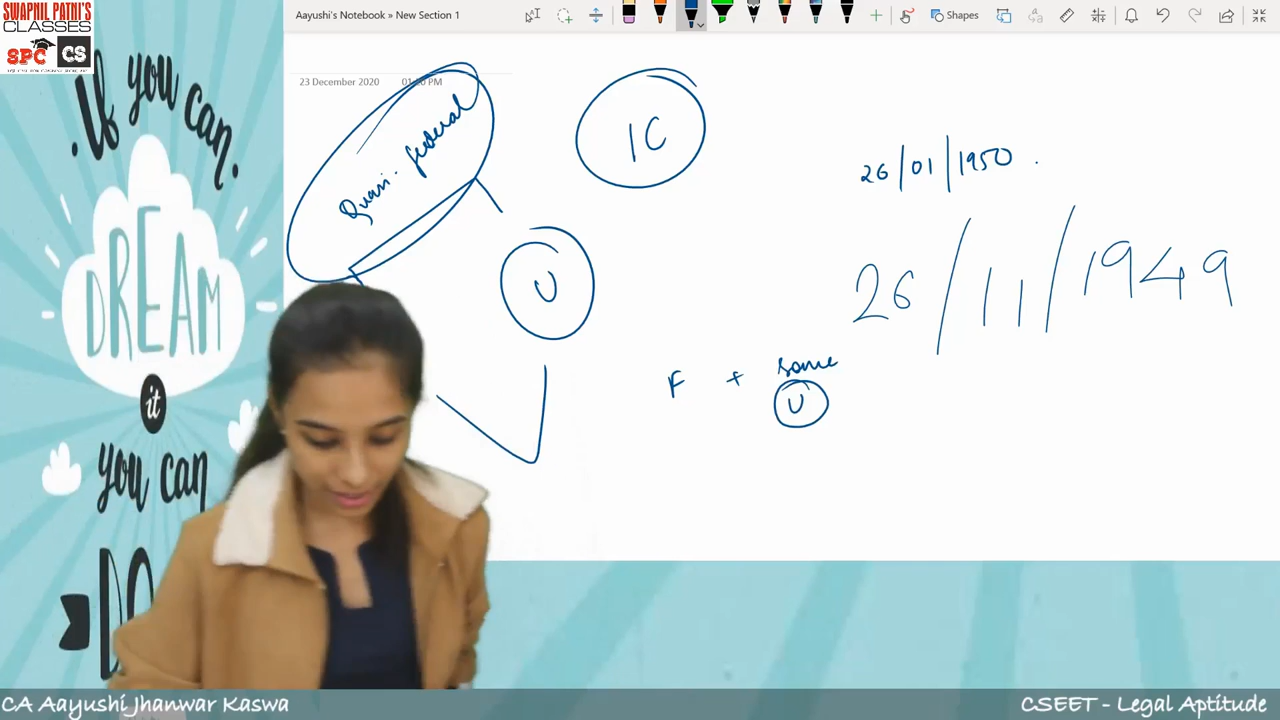 SWAPNIL PATNI'S
CLASSES
SPC CS
Aayushi's Notebook » New Section 1
Shapes
23 December 2020
PM
If you can
DREAM
it
you can
DO
Quasi-federal
IC
26/01/1950.
26/11/1949
U
F + some
U
CA Aayushi Jhanwar Kaswa
CSEET - Legal Aptitude